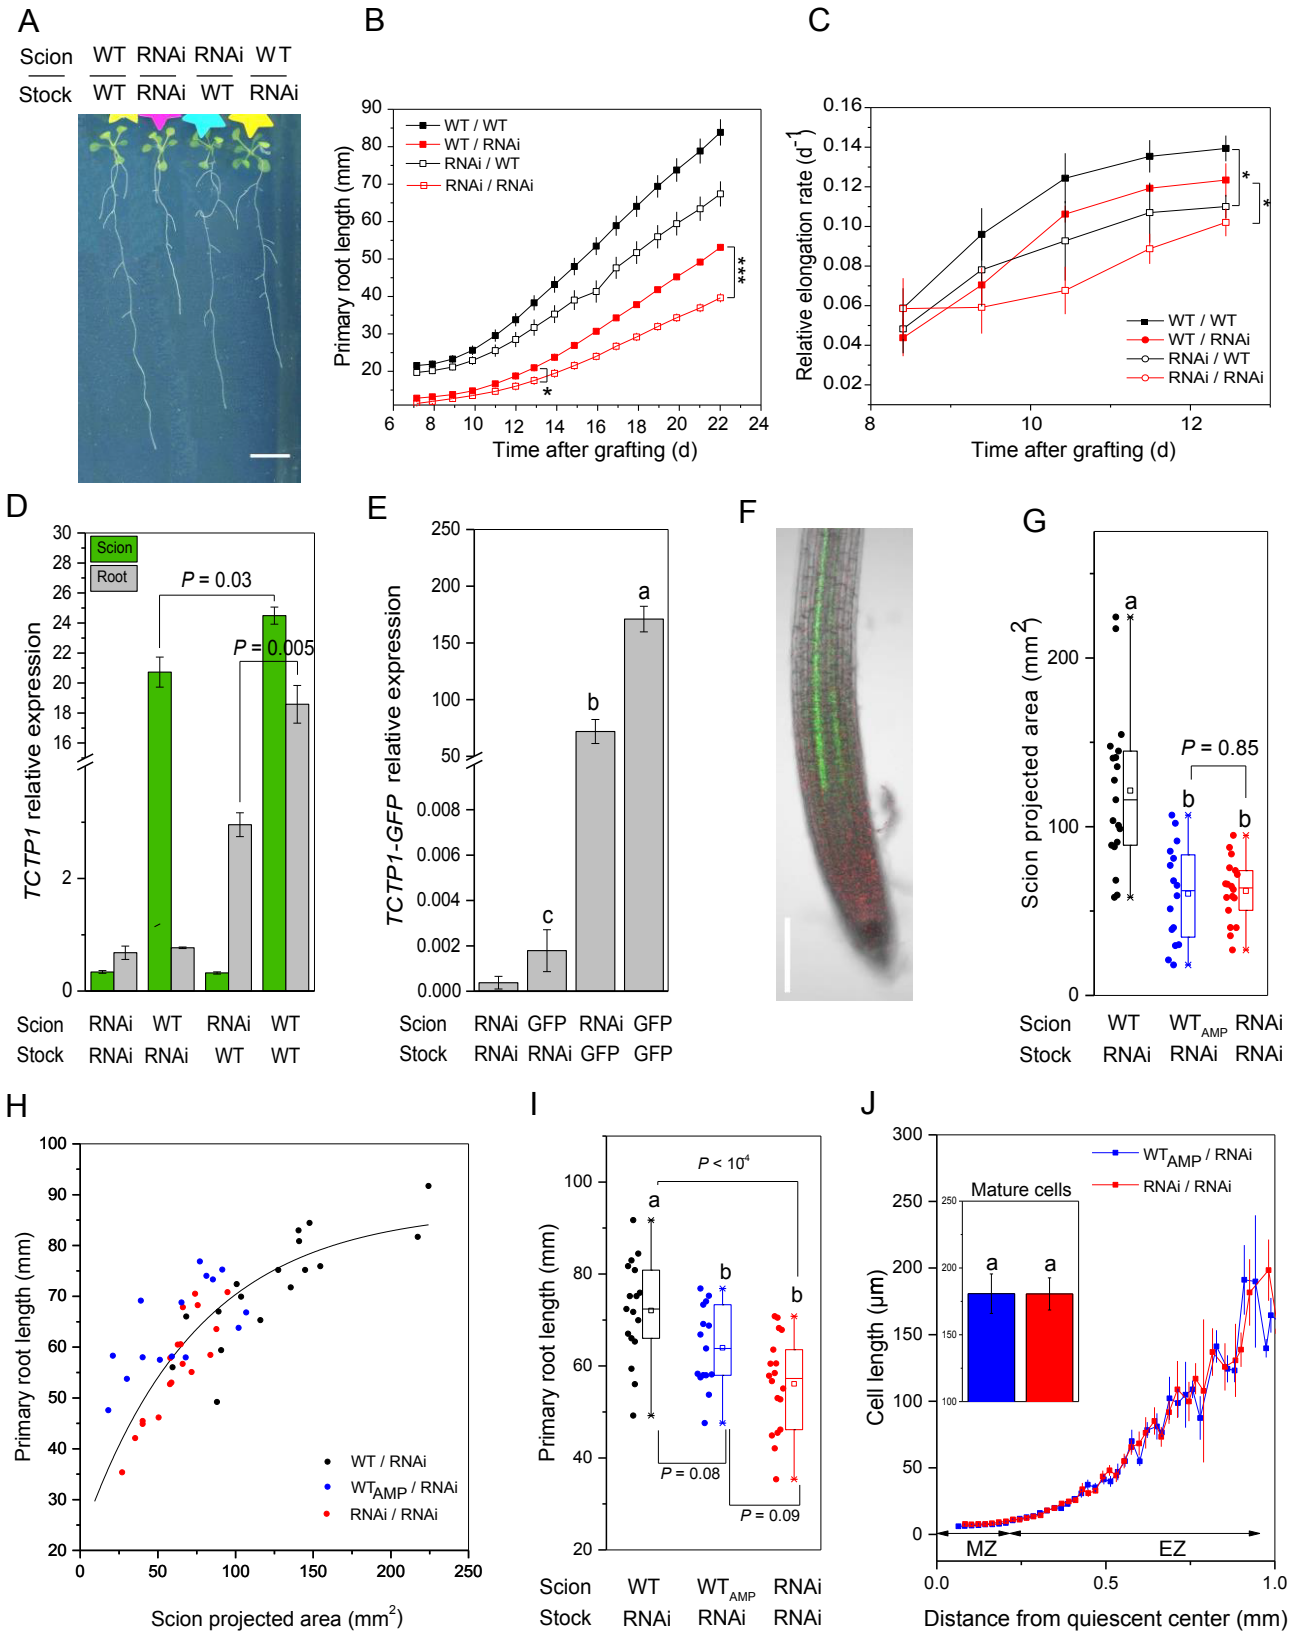 A
Scion WT RNAi RNAi WT
Stock WT RNAi WT RNAi
B
90
80
70
60
50
40
30
20
Primary root length (mm)
WT / WT
WT / RNAi
RNAi / WT
RNAi / RNAi
***
*
6 8 10 12 14 16 18 20 22 24
Time after grafting (d)
C
0.16
0.14
0.12
0.10
0.08
0.06
0.04
0.02
Relative elongation rate (d-1)
*
*
WT / WT
WT / RNAi
RNAi / WT
RNAi / RNAi
8 10 12
Time after grafting (d)
D
30
28
26
24
22
20
18
16
2
0
TCTP1 relative expression
Scion
Root
P = 0.03
P = 0.005
Scion RNAi WT RNAi WT
Stock RNAi RNAi WT WT
E
250
200
150
100
50
0.008
0.006
0.004
0.002
0.000
TCTP1-GFP relative expression
c b a
Scion RNAi GFP RNAi GFP
Stock RNAi RNAi GFP GFP
F
G
200
100
0
Scion projected area (mm2)
a
P = 0.85
b b
Scion WT WTAMP RNAi
Stock RNAi RNAi RNAi
H
100
90
80
70
60
50
40
30
20
Primary root length (mm)
WT / RNAi
WTAMP / RNAi
RNAi / RNAi
0 50 100 150 200 250
Scion projected area (mm2)
I
100
80
60
40
20
Primary root length (mm)
P < 10-4
a
b
b
P = 0.08
P = 0.09
Scion WT WTAMP RNAi
Stock RNAi RNAi RNAi
J
300
250
200
150
100
50
0
Cell length (µm)
WTAMP / RNAi
RNAi / RNAi
Mature cells
a a
200
150
100
50
MZ EZ
0.0 0.5 1.0
Distance from quiescent center (mm)